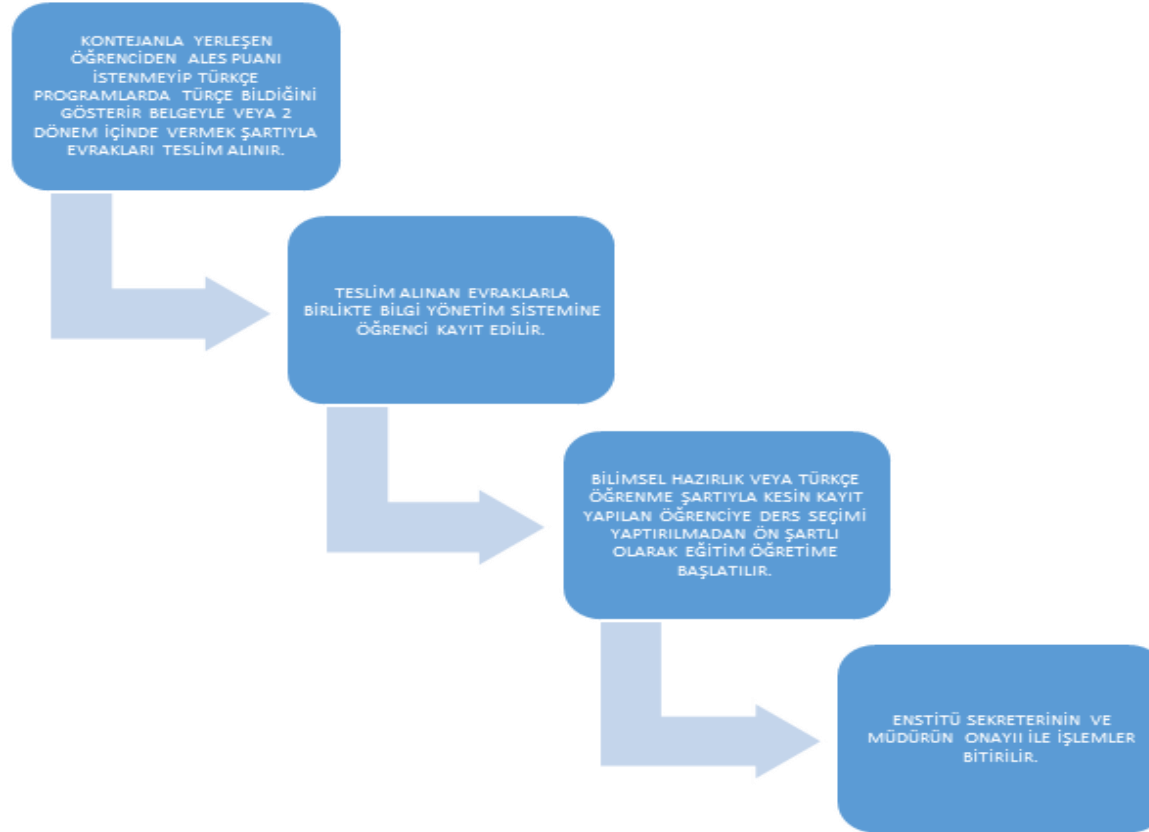 KONTEJANLA YERLEŞEN
ÖĞRENCİDEN ALES PUANI
İSTENMEYİP TÜRKÇE
PROGRAMLARDA TÜRÇE BİLDİĞİNİ
GÖSTERİR BELGEYLE VEYA 2
DÖNEM İÇİNDE VERMEK ŞARTIYLA
EVRAKLARI TESLİM ALINIR.
TESLİM ALINAN EVRAKLARLA
BİRLİKTE BİLGİ YÖNETİM SİSTEMİNE
ÖĞRENCİ KAYIT EDİLİR.
BİLİMSEL HAZIRLIK VEYA TÜRKÇE
ÖĞRENME ŞARTIYLA KESİN KAYIT
YAPILAN ÖĞRENCİYE DERS SEÇİMİ
YAPTIRILMADAN ÖN ŞARTLI
OLARAK EĞİTİM ÖĞRETİME
BAŞLATILIR.
ENSTİTÜ SEKRETERİNİN VE
MÜDÜRÜN ONAYII İLE İŞLEMLER
BİTİRİLİR.